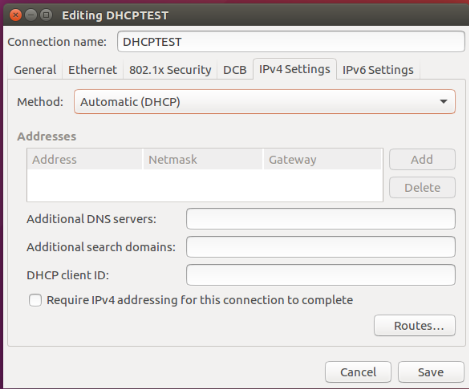 Editing DHCPTEST
Connection name: DHCPTEST
General Ethernet 802.1x Security DCB IPv4 Settings IPv6 Settings
Method: Automatic (DHCP)
Addresses
Address Netmask Gateway Add
Delete
Additional DNS servers:
Additional search domains:
DHCP client ID:
Require IPv4 addressing for this connection to complete
Routes...
Cancel Save